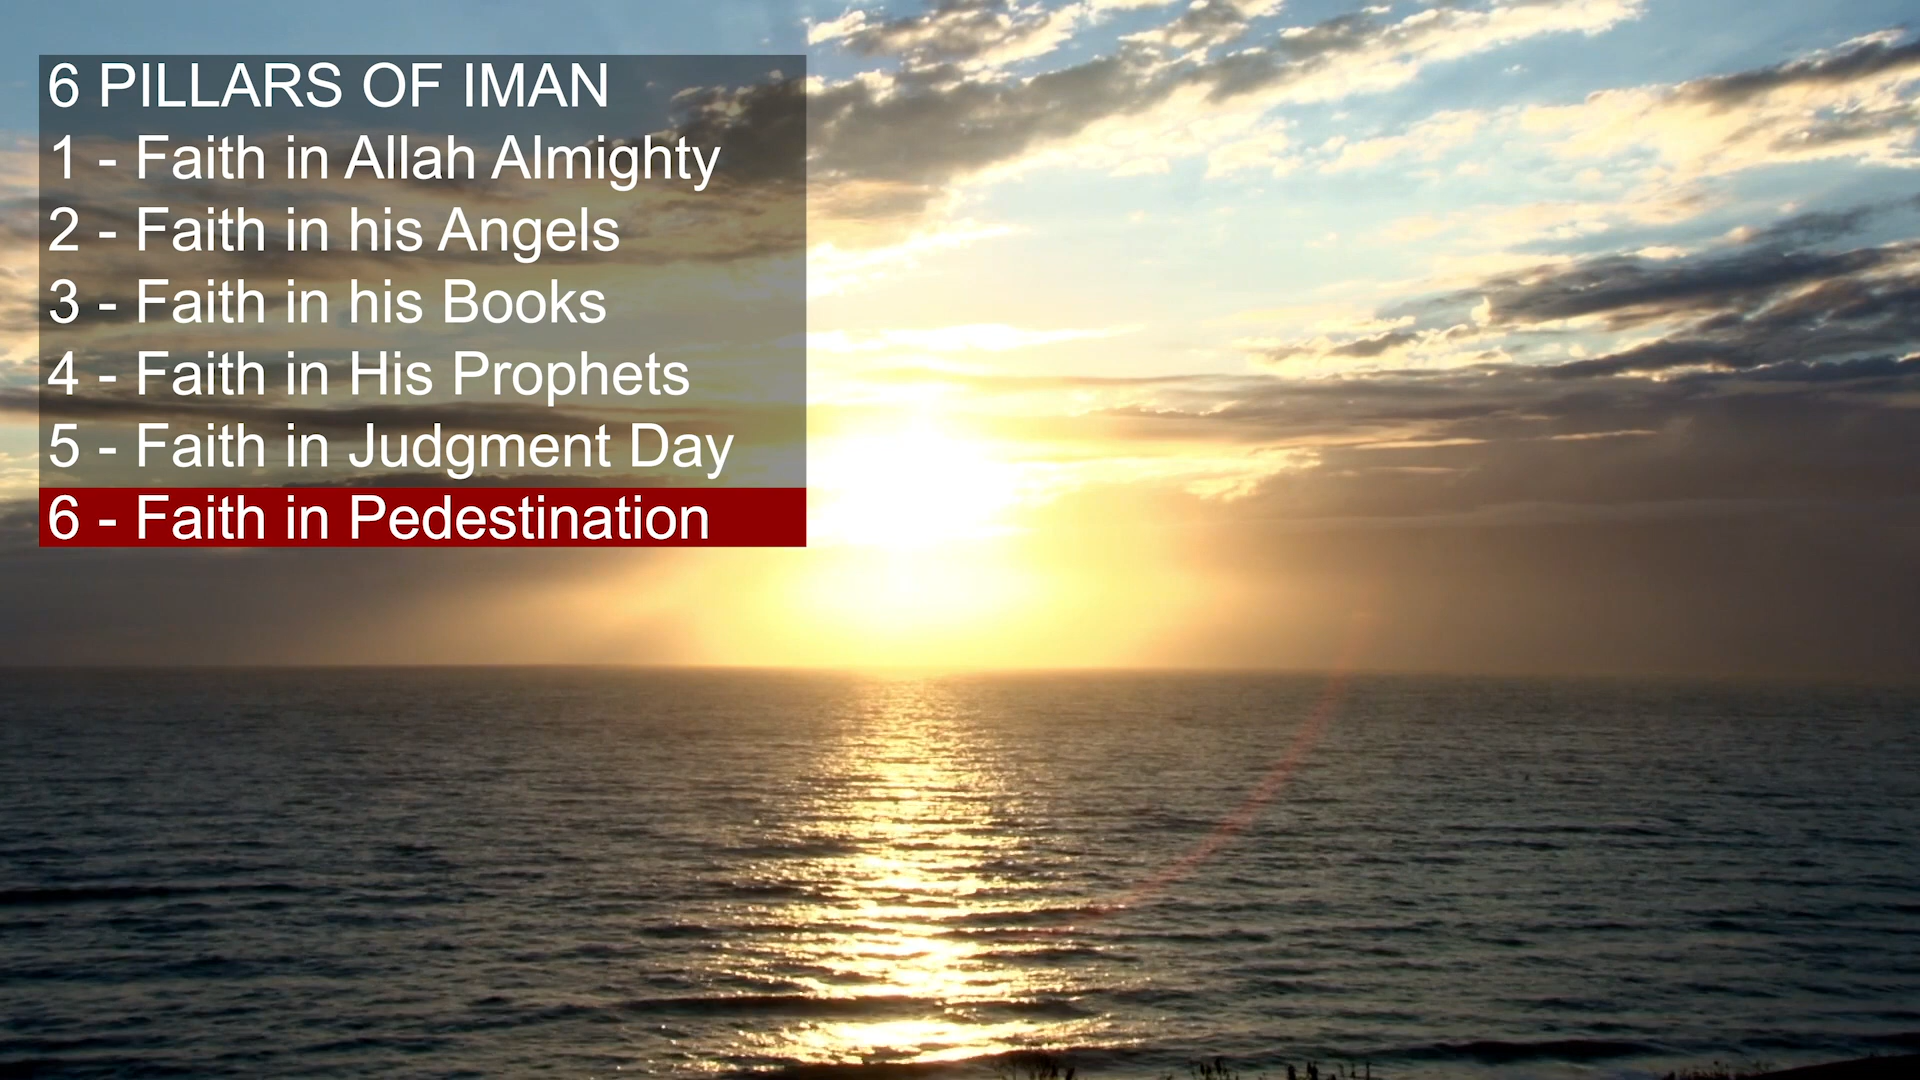 6 PILLARS OF IMAN
1 - Faith in Allah Almighty
2 - Faith in his Angels
3 - Faith in his Books
4 - Faith in His Prophets
5 - Faith in Judgment Day
6 - Faith in Pedestination